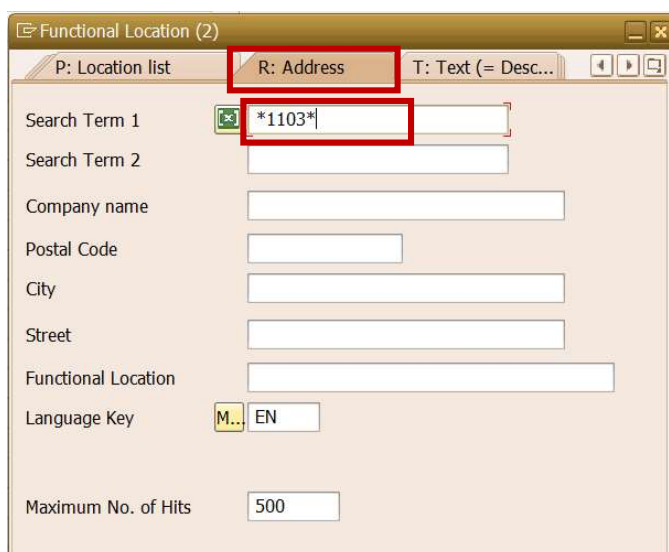 Functional Location (2)
P: Location list R: Address T: Text (= Desc...
Search Term 1 *1103*
Search Term 2
Company name
Postal Code
City
Street
Functional Location
Language Key M... EN
Maximum No. of Hits 500